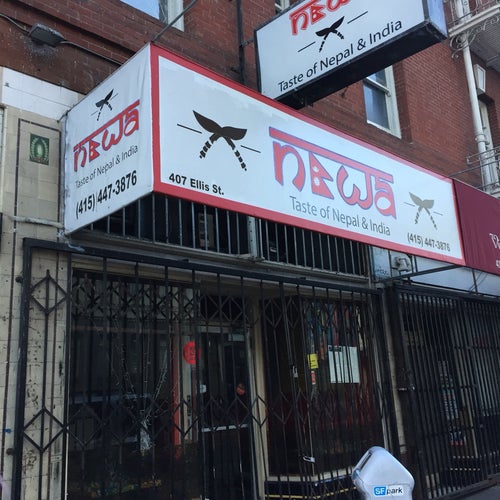 newa
Taste of Nepal & India
newa
Taste of Nepal & India
(415) 447-3876
407 Ellis St.
newa
Taste of Nepal & India
(415) 447-3876
SFpark